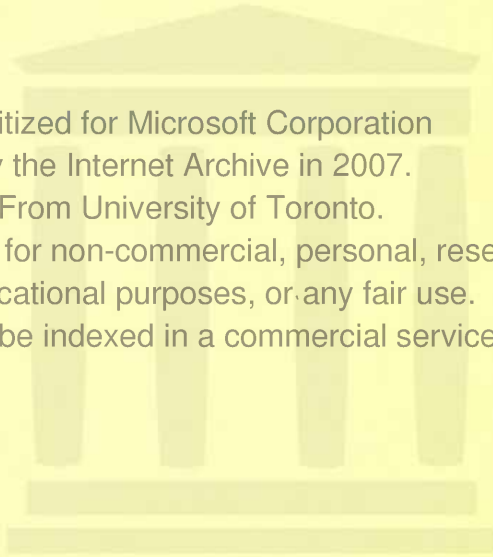 itized for Microsoft Corporation
the Internet Archive in 2007.
From University of Toronto.
for non-commercial, personal, rese
cational purposes, or any fair use.
be indexed in a commercial service